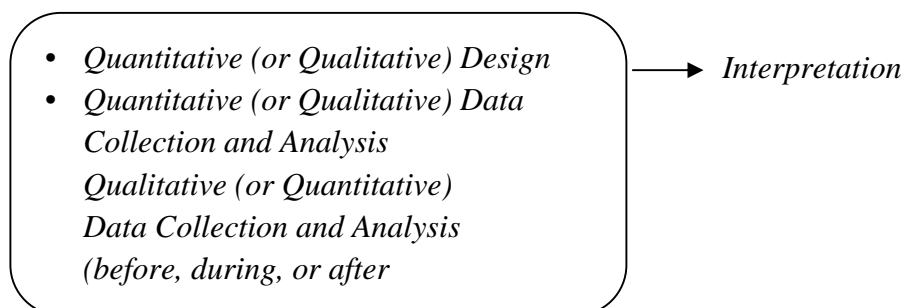 • Quantitative (or Qualitative) Design
• Quantitative (or Qualitative) Data
Collection and Analysis
Qualitative (or Quantitative)
Data Collection and Analysis
(before, during, or after
Interpretation